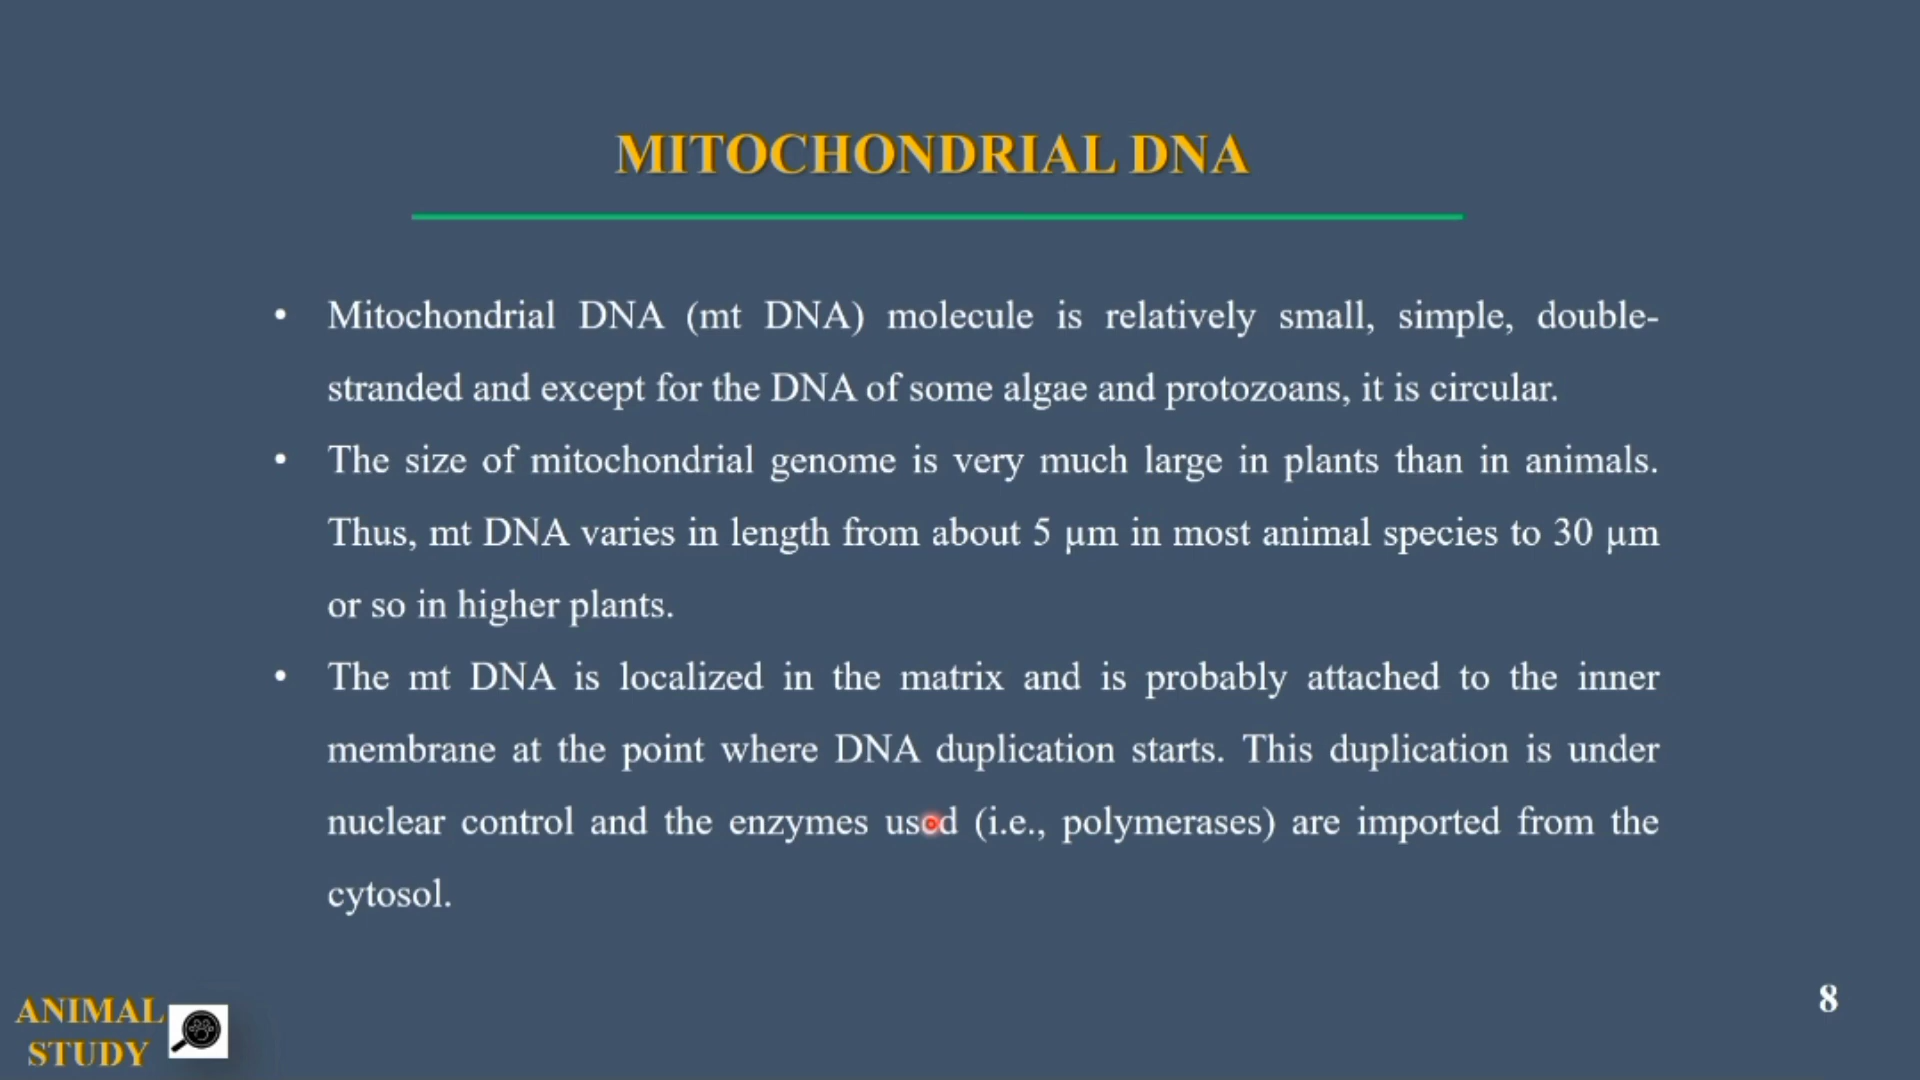 MITOCHONDRIAL DNA
• Mitochondrial DNA (mt DNA) molecule is relatively small, simple, double-
stranded and except for the DNA of some algae and protozoans, it is circular.
• The size of mitochondrial genome is very much large in plants than in animals.
Thus, mt DNA varies in length from about 5 µm in most animal species to 30 µm
or so in higher plants.
• The mt DNA is localized in the matrix and is probably attached to the inner
membrane at the point where DNA duplication starts. This duplication is under
nuclear control and the enzymes used (i.e., polymerases) are imported from the
cytosol.
ANIMAL
STUDY
8